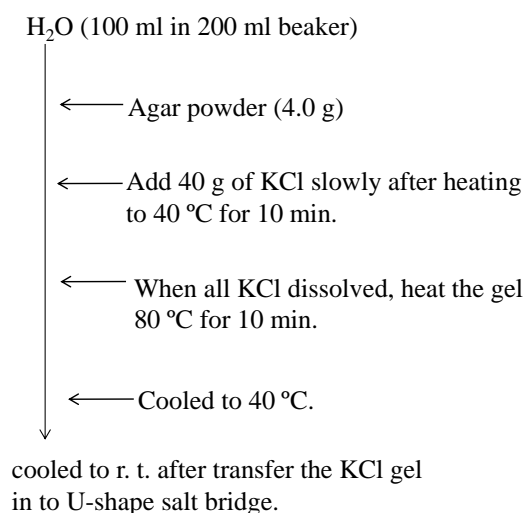 H₂O (100 ml in 200 ml beaker)
Agar powder (4.0 g)
Add 40 g of KCl slowly after heating
to 40 ºC for 10 min.
When all KCl dissolved, heat the gel
80 ºC for 10 min.
Cooled to 40 ºC.
cooled to r. t. after transfer the KCl gel
in to U-shape salt bridge.